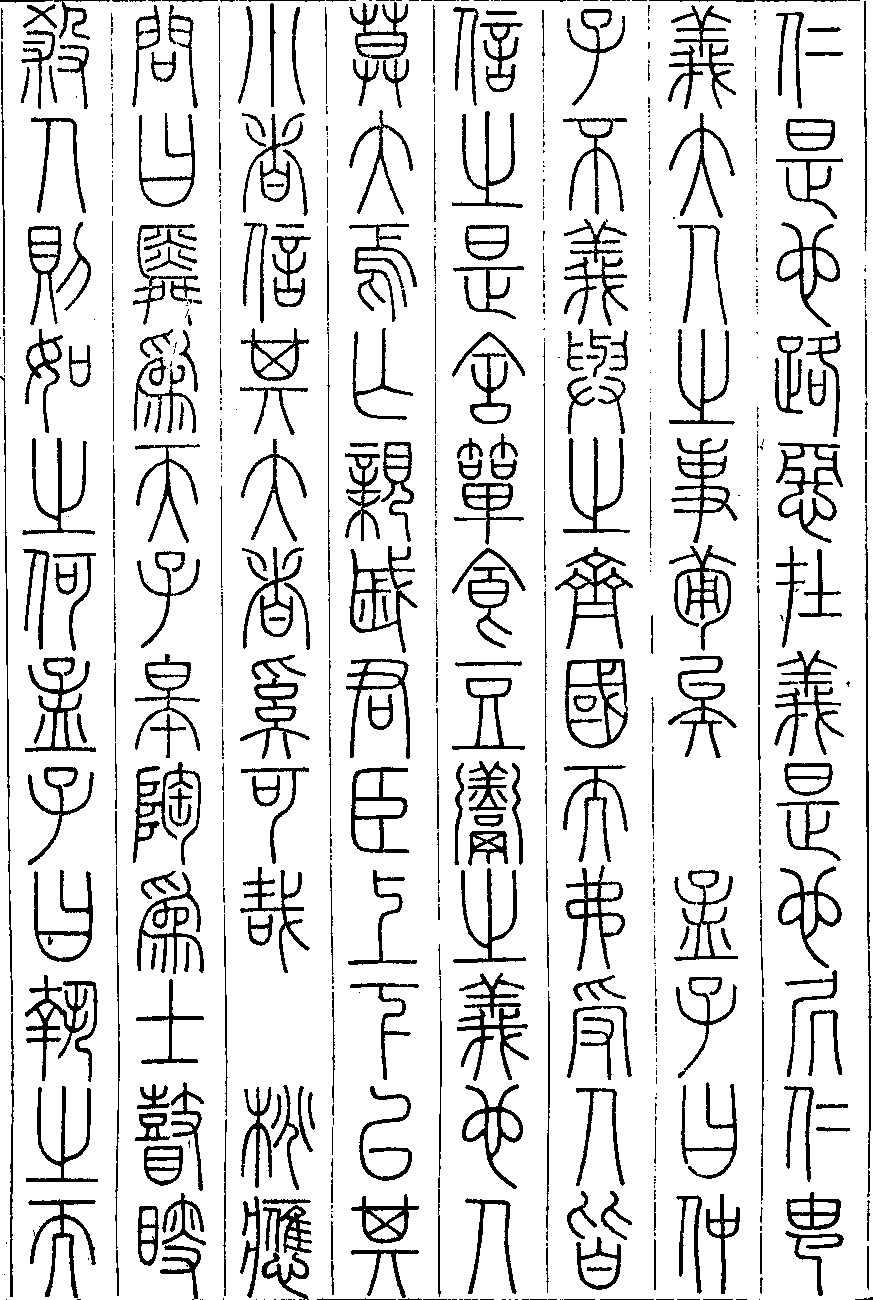 仁是也路惡在義是也居仁由
義大人之事備矣　孟子曰仲
子不義與之齊國而弗受人皆
信之是舍簞食豆羹之義也人
莫大焉亡親戚君臣上下以其
小者信其大者奚可哉　桃應
問曰舜爲天子皋陶爲士瞽瞍
殺人則如之何孟子曰執之而